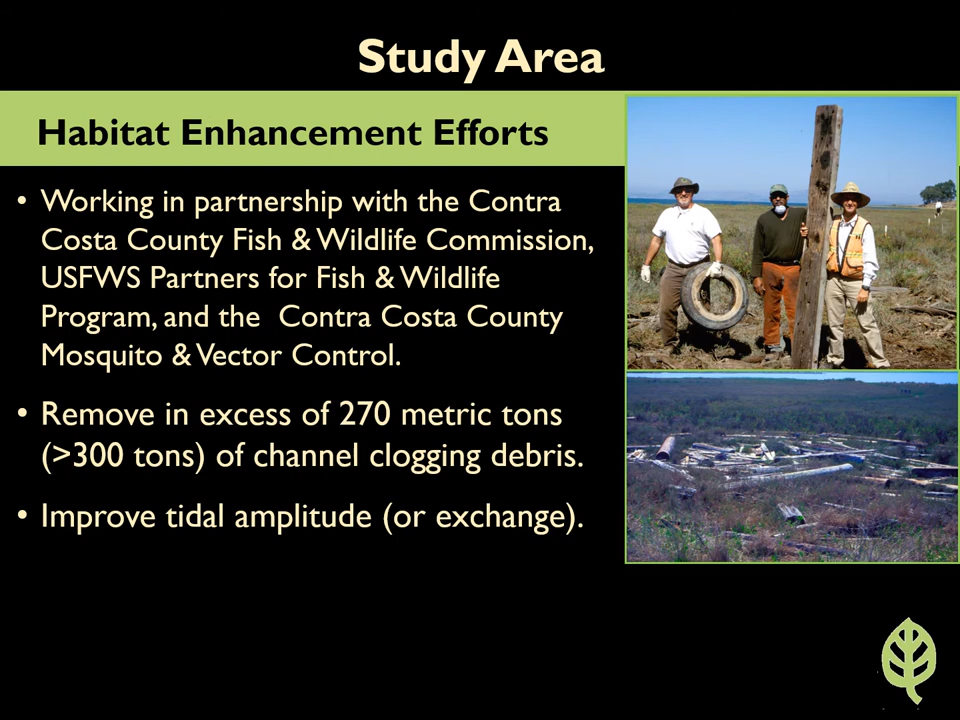 Study Area
Habitat Enhancement Efforts
• Working in partnership with the Contra
Costa County Fish & Wildlife Commission,
USFWS Partners for Fish & Wildlife
Program, and the  Contra Costa County
Mosquito & Vector Control.
• Remove in excess of 270 metric tons
(>300 tons) of channel clogging debris.
• Improve tidal amplitude (or exchange).